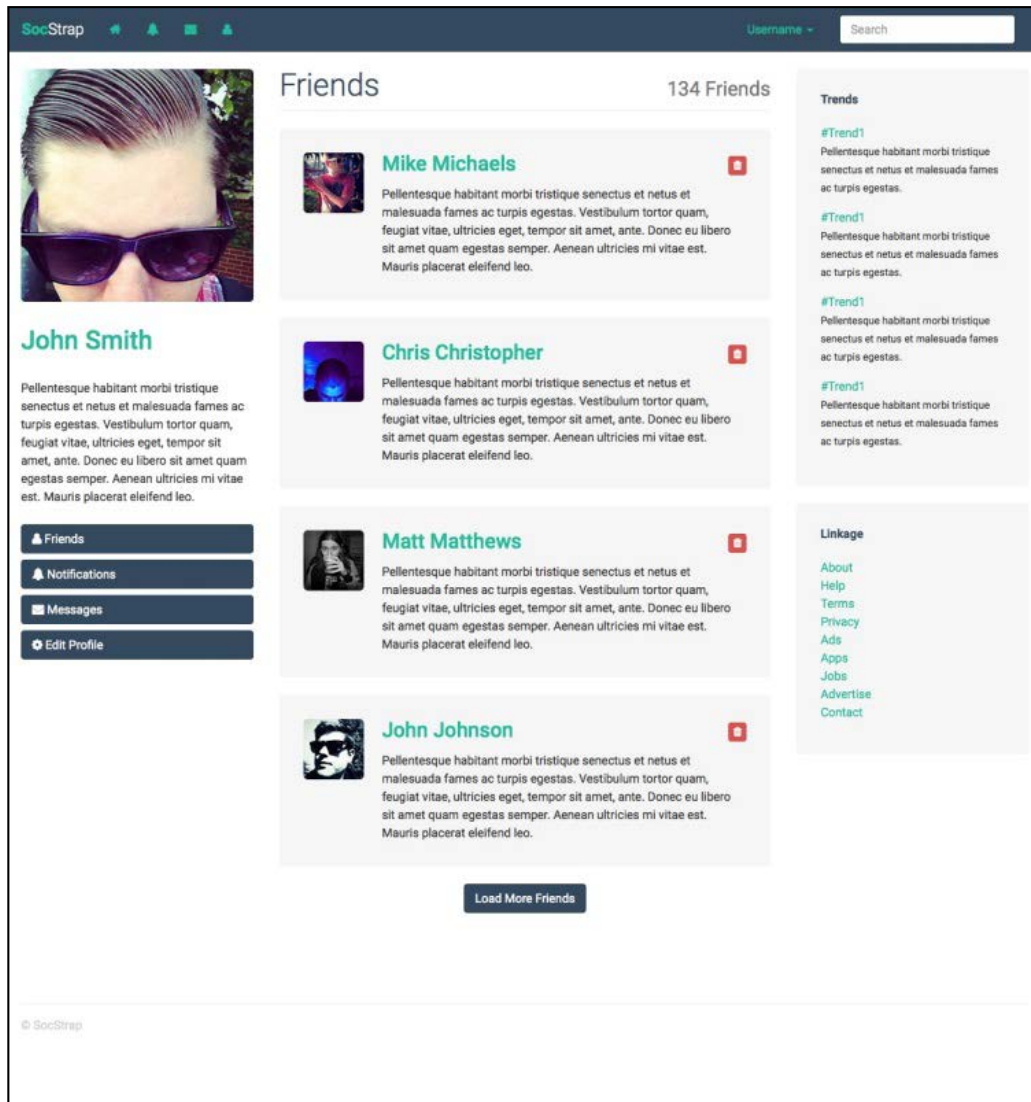 SocStrap
Username
Search
John Smith
Pellentesque habitant morbi tristique
senectus et netus et malesuada fames ac
turpis egestas. Vestibulum tortor quam,
feugiat vitae, ultricies eget, tempor sit
amet, ante. Donec eu libero sit amet quam
egestas semper. Aenean ultricies mi vitae
est. Mauris placerat eleifend leo.
Friends
Notifications
Messages
Edit Profile
Friends
134 Friends
Mike Michaels
Pellentesque habitant morbi tristique senectus et netus et
malesuada fames ac turpis egestas. Vestibulum tortor quam,
feugiat vitae, ultricies eget, tempor sit amet, ante. Donec eu libero
sit amet quam egestas semper. Aenean ultricies mi vitae est.
Mauris placerat eleifend leo.
Chris Christopher
Pellentesque habitant morbi tristique senectus et netus et
malesuada fames ac turpis egestas. Vestibulum tortor quam,
feugiat vitae, ultricies eget, tempor sit amet, ante. Donec eu libero
sit amet quam egestas semper. Aenean ultricies mi vitae est.
Mauris placerat eleifend leo.
Matt Matthews
Pellentesque habitant morbi tristique senectus et netus et
malesuada fames ac turpis egestas. Vestibulum tortor quam,
feugiat vitae, ultricies eget, tempor sit amet, ante. Donec eu libero
sit amet quam egestas semper. Aenean ultricies mi vitae est.
Mauris placerat eleifend leo.
John Johnson
Pellentesque habitant morbi tristique senectus et netus et
malesuada fames ac turpis egestas. Vestibulum tortor quam,
feugiat vitae, ultricies eget, tempor sit amet, ante. Donec eu libero
sit amet quam egestas semper. Aenean ultricies mi vitae est.
Mauris placerat eleifend leo.
Load More Friends
Trends
#Trend1
Pellentesque habitant morbi tristique
senectus et netus et malesuada fames
ac turpis egestas.
#Trend1
Pellentesque habitant morbi tristique
senectus et netus et malesuada fames
ac turpis egestas.
#Trend1
Pellentesque habitant morbi tristique
senectus et netus et malesuada fames
ac turpis egestas.
#Trend1
Pellentesque habitant morbi tristique
senectus et netus et malesuada fames
ac turpis egestas.
Linkage
About
Help
Terms
Privacy
Ads
Apps
Jobs
Advertise
Contact
© SocStrap